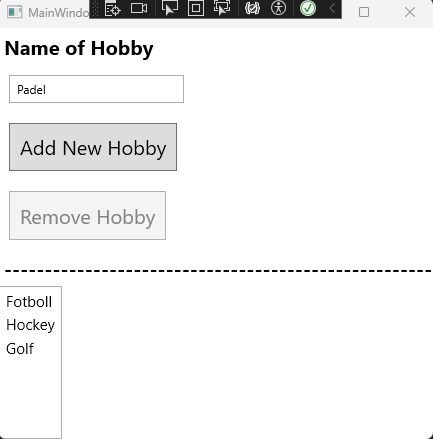 MainWindo
Name of Hobby
Padel
Add New Hobby
Remove Hobby
Fotboll
Hockey
Golf